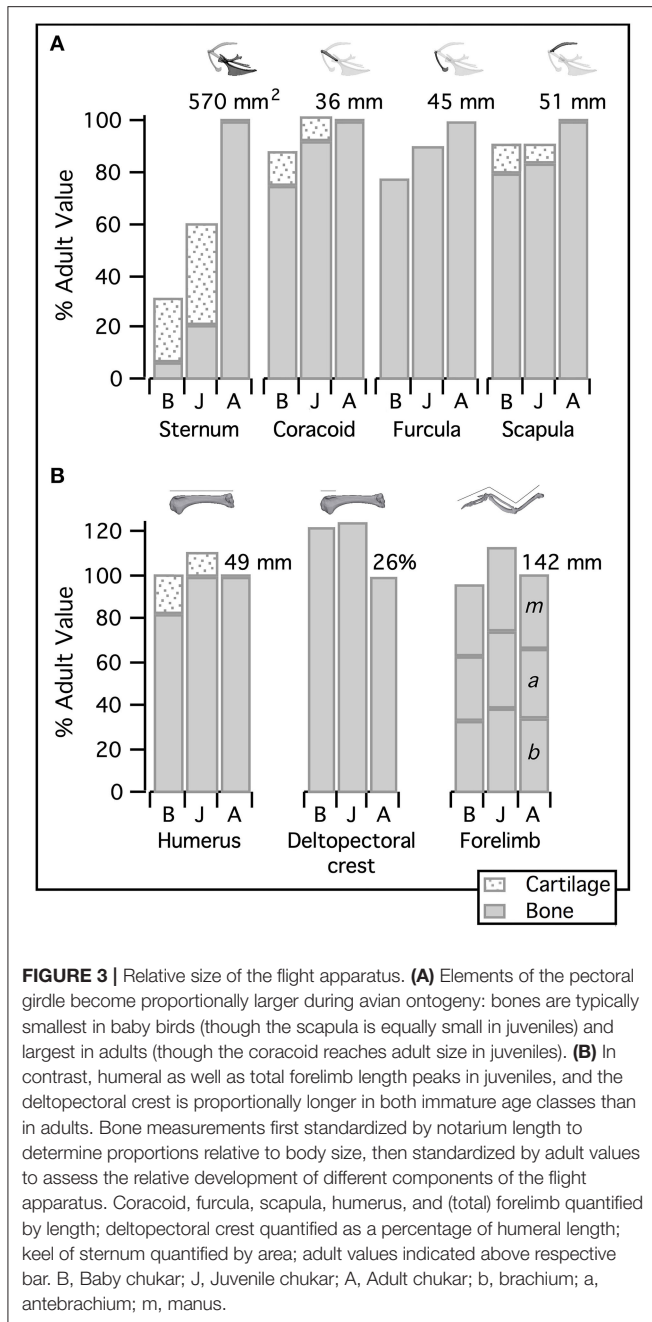 A
570 mm2 36 mm 45 mm 51 mm
100
80
60
40
20
0
% Adult Value
B J A B J A B J A B J A
Sternum Coracoid Furcula Scapula
B
120
100
80
60
40
20
0
% Adult Value
49 mm 26% 142 mm
m
a
b
B J A B J A B J A
Humerus Deltopectoral Forelimb
crest
Cartilage
Bone
FIGURE 3 | Relative size of the flight apparatus. (A) Elements of the pectoral
girdle become proportionally larger during avian ontogeny: bones are typically
smallest in baby birds (though the scapula is equally small in juveniles) and
largest in adults (though the coracoid reaches adult size in juveniles). (B) In
contrast, humeral as well as total forelimb length peaks in juveniles, and the
deltopectoral crest is proportionally longer in both immature age classes than
in adults. Bone measurements first standardized by notarium length to
determine proportions relative to body size, then standardized by adult values
to assess the relative development of different components of the flight
apparatus. Coracoid, furcula, scapula, humerus, and (total) forelimb quantified
by length; deltopectoral crest quantified as a percentage of humeral length;
keel of sternum quantified by area; adult values indicated above respective
bar. B, Baby chukar; J, Juvenile chukar; A, Adult chukar; b, brachium; a,
antebrachium; m, manus.